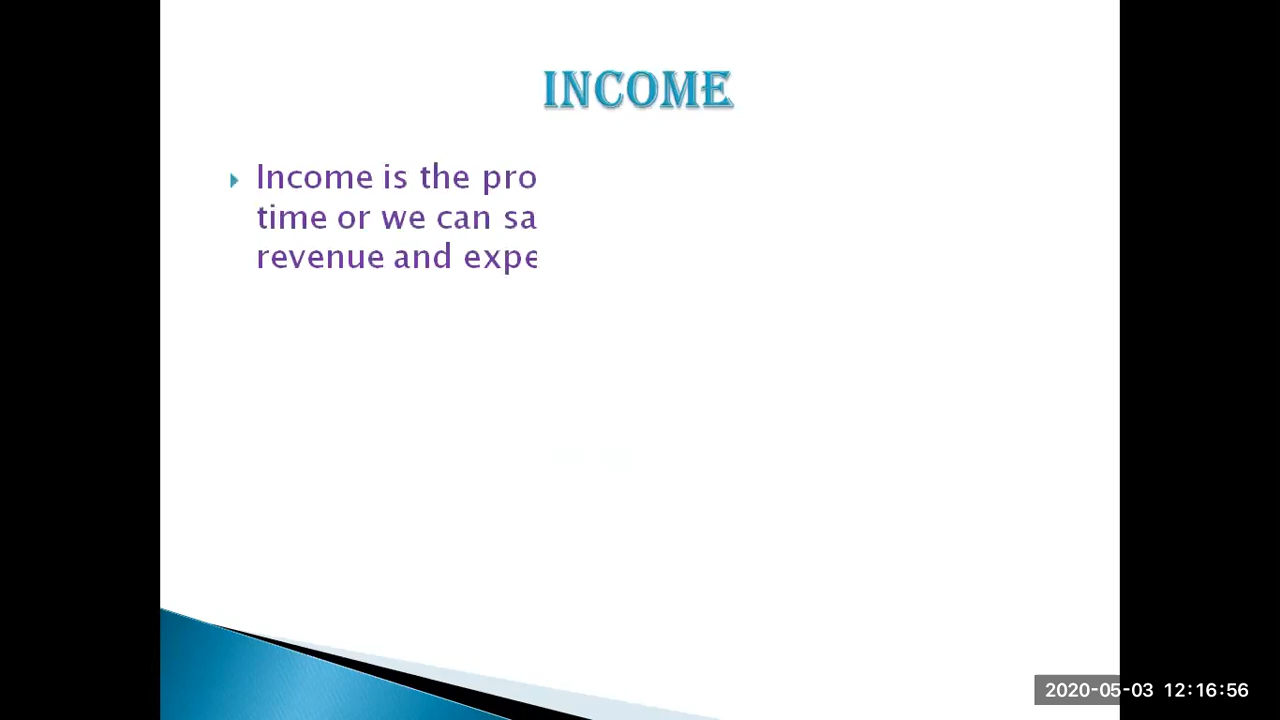 INCOME
Income is the pro
time or we can sa
revenue and expe
2020-05-03 12:16:56